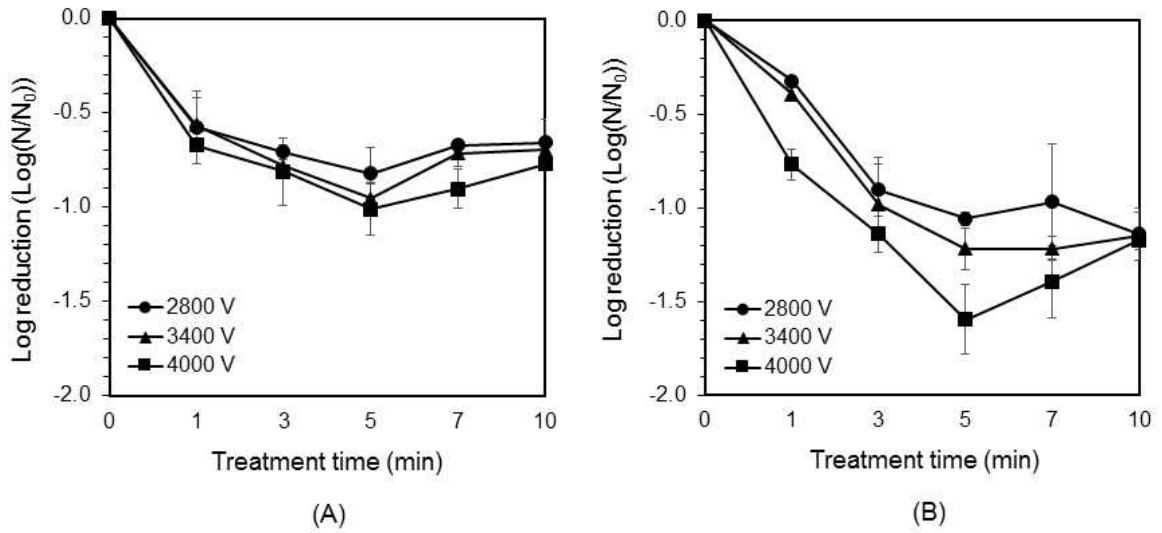 Log reduction (Log(N/N₀))
0.0
-0.5
-1.0
-1.5
-2.0
2800 V
3400 V
4000 V
0 1 3 5 7 10
Treatment time (min)
(A)
Log reduction (Log(N/N₀))
0.0
-0.5
-1.0
-1.5
-2.0
2800 V
3400 V
4000 V
0 1 3 5 7 10
Treatment time (min)
(B)